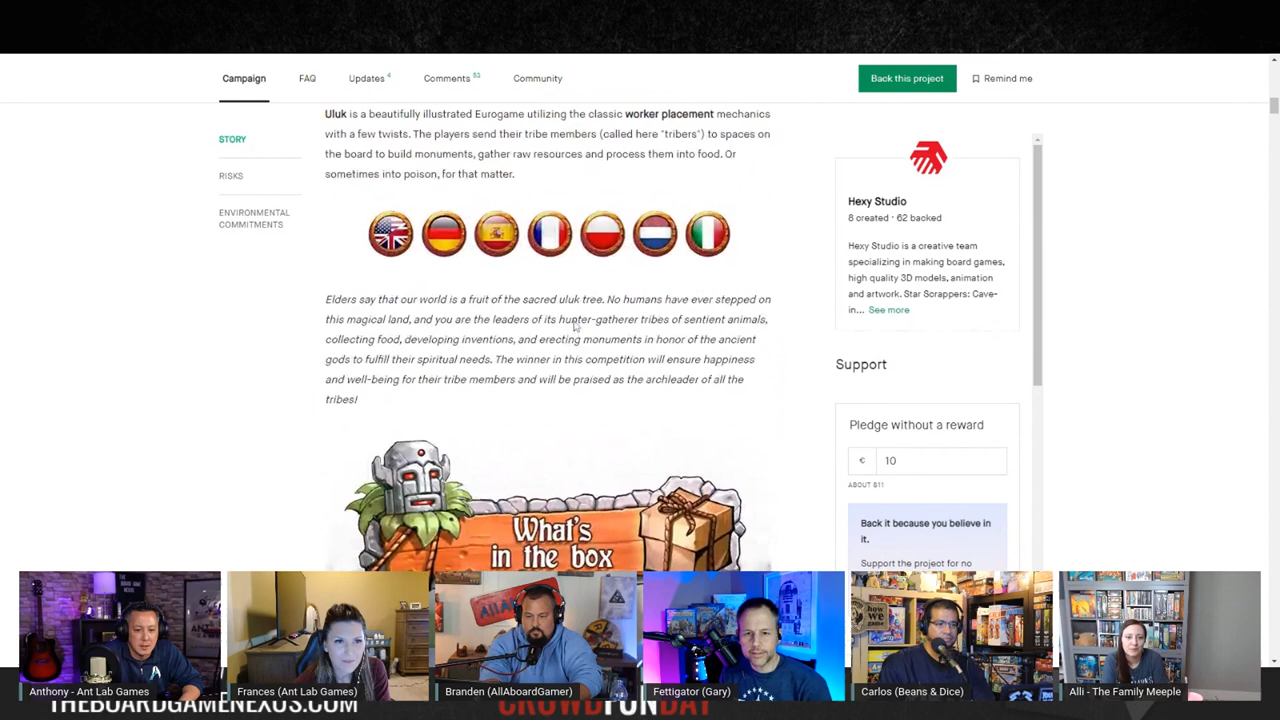 Campaign FAQ Updates 4 Comments 53 Community Back this project Remind me
STORY
RISKS
ENVIRONMENTAL
COMMITMENTS
Uluk is a beautifully illustrated Eurogame utilizing the classic worker placement mechanics
with a few twists. The players send their tribe members (called here "tribers") to spaces on
the board to build monuments, gather raw resources and process them into food. Or
sometimes into poison, for that matter.
Elders say that our world is a fruit of the sacred uluk tree. No humans have ever stepped on
this magical land, and you are the leaders of its hunter-gatherer tribes of sentient animals,
collecting food, developing inventions, and erecting monuments in honor of the ancient
gods to fulfill their spiritual needs. The winner in this competition will ensure happiness
and well-being for their tribe members and will be praised as the archleader of all the
tribes!
What's
in the box
Hexy Studio
8 created · 62 backed
Hexy Studio is a creative team
specializing in making board games,
high quality 3D models, animation
and artwork. Star Scrappers: Cave-
in... See more
Support
Pledge without a reward
€ 10
ABOUT $11
Back it because you believe in
it.
Support the project for no
Anthony - Ant Lab Games
Frances (Ant Lab Games)
Branden (AllAboardGamer)
Fettigator (Gary)
Carlos (Beans & Dice)
Alli - The Family Meeple
THEBOARDGAMENEXUS.COM
CROWDFUNDAY